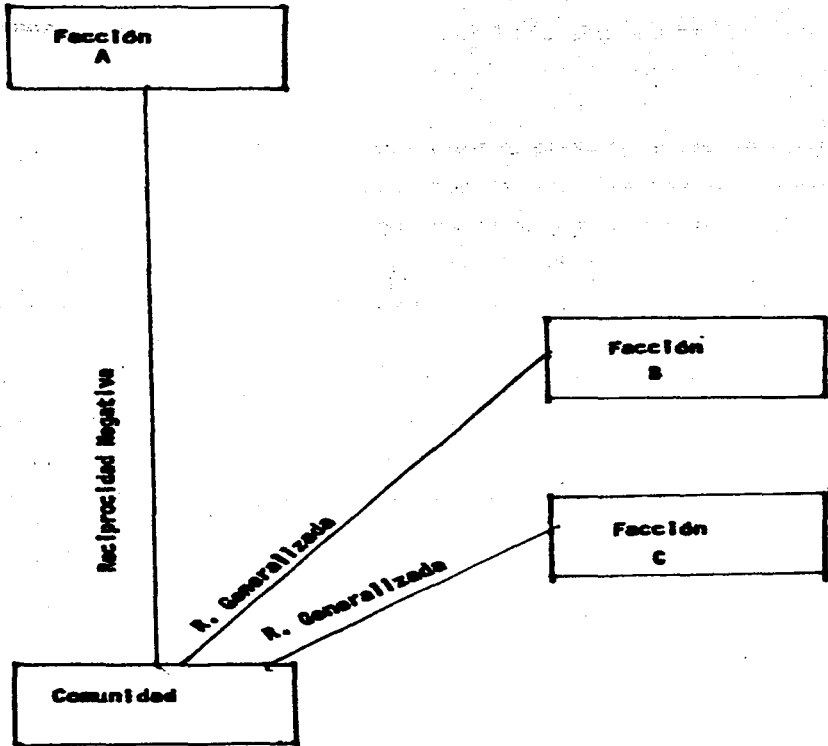 Facción
A
Facción
B
Reciprocidad Negativa
Facción
C
R. Generalizada
R. Generalizada
Comunidad